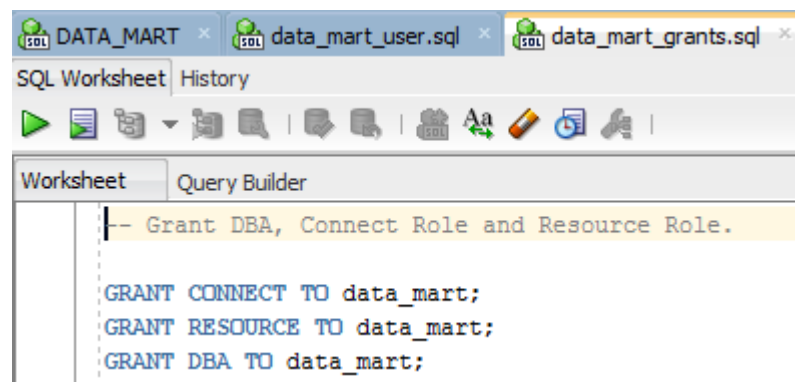 DATA_MART data_mart_user.sql data_mart_grants.sql
SQL Worksheet History
Worksheet Query Builder
-- Grant DBA, Connect Role and Resource Role.
GRANT CONNECT TO data_mart;
GRANT RESOURCE TO data_mart;
GRANT DBA TO data_mart;